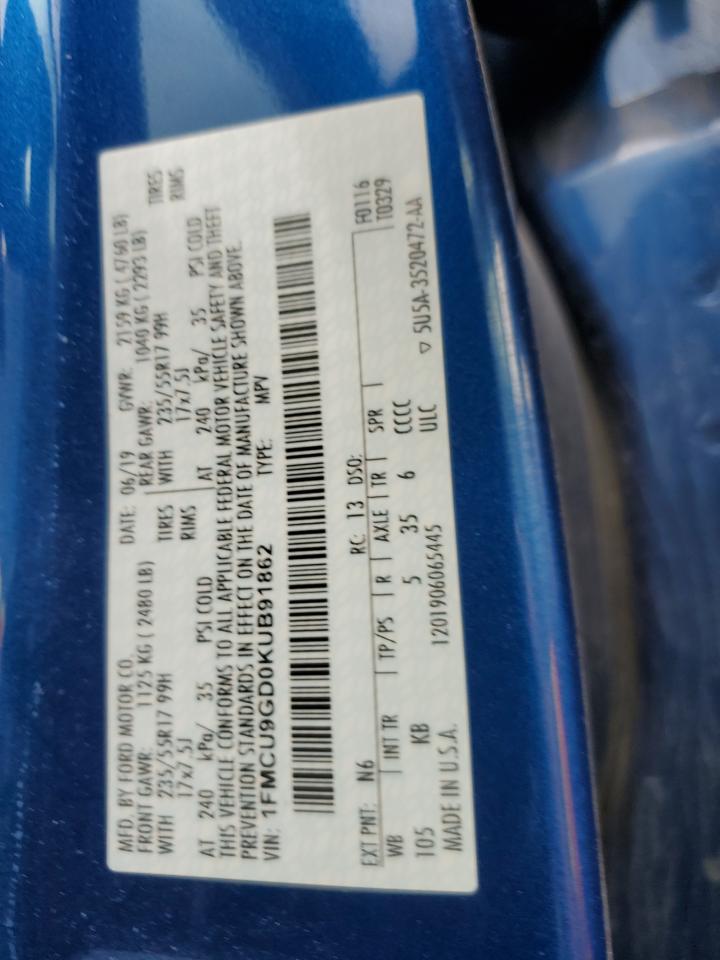 MFD. BY FORD MOTOR CO. DATE: 06/19 GVWR: 2159 KG ( 4760 LB)
FRONT GAWR: 1125 KG ( 2480 LB) REAR GAWR: 1040 KG ( 2293 LB)
WITH 235/55R17 99H TIRES WITH 235/55R17 99H TIRES
17x7.5J RIMS 17x7.5J RIMS
AT 240 kPa/ 35 PSI COLD AT 240 kPa/ 35 PSI COLD
THIS VEHICLE CONFORMS TO ALL APPLICABLE FEDERAL MOTOR VEHICLE SAFETY AND THEFT
PREVENTION STANDARDS IN EFFECT ON THE DATE OF MANUFACTURE SHOWN ABOVE.
VIN: 1FMCU9GD0KUB91862 TYPE: MPV
EXT PNT: N6 RC: 13 DSO: F0116
WB INT TR TP/PS R AXLE TR SPR T0329
105 KB 5 35 6 CCCC
ULC
MADE IN U.S.A. 1201906065445 ▽ 5U5A-3520472-AA